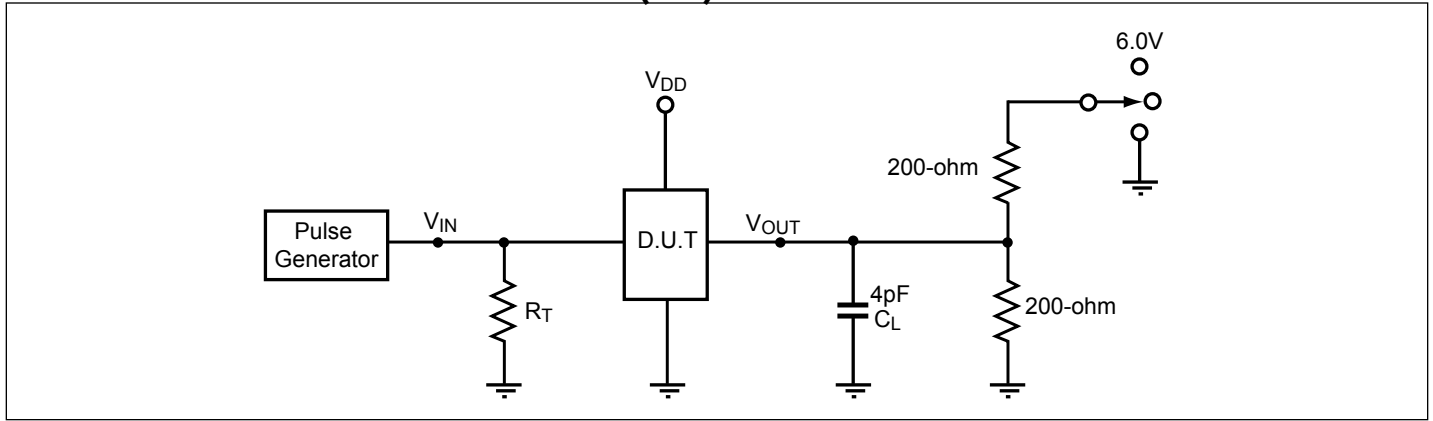 6.0V
VDD
200-ohm
Pulse
Generator
VIN
D.U.T
VOUT
RT
4pF
CL
200-ohm